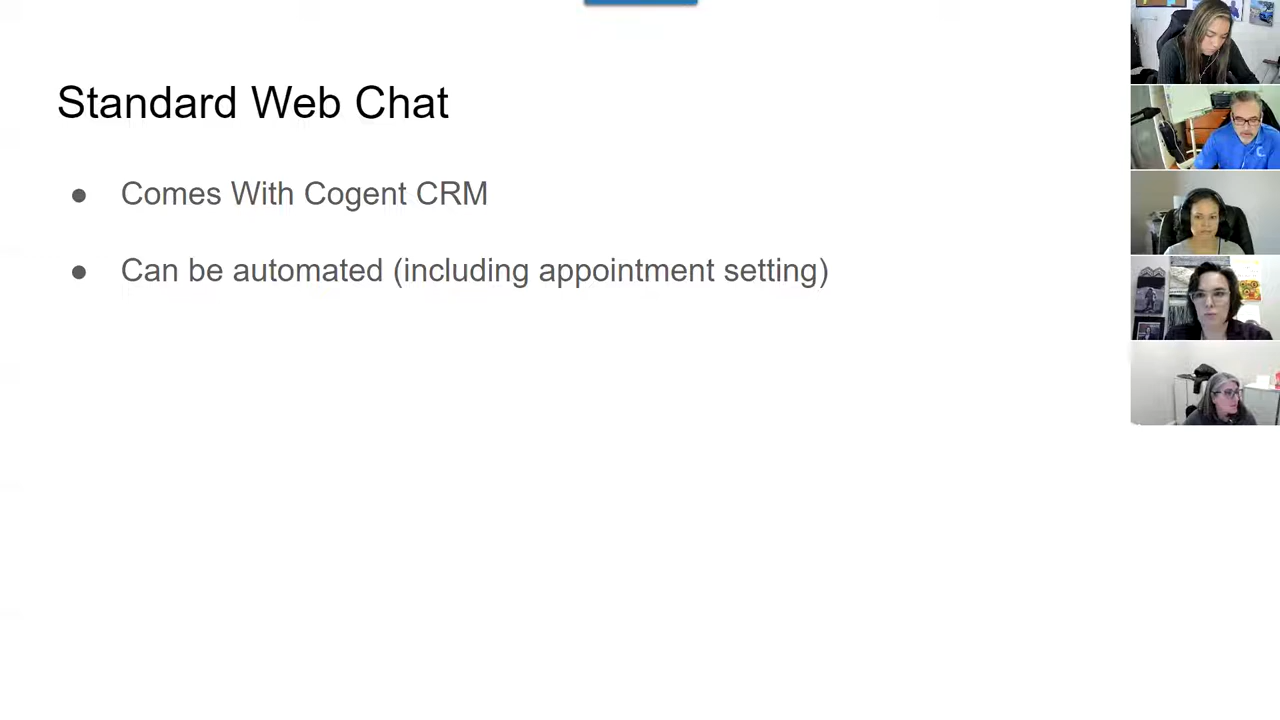 Standard Web Chat
● Comes With Cogent CRM
● Can be automated (including appointment setting)